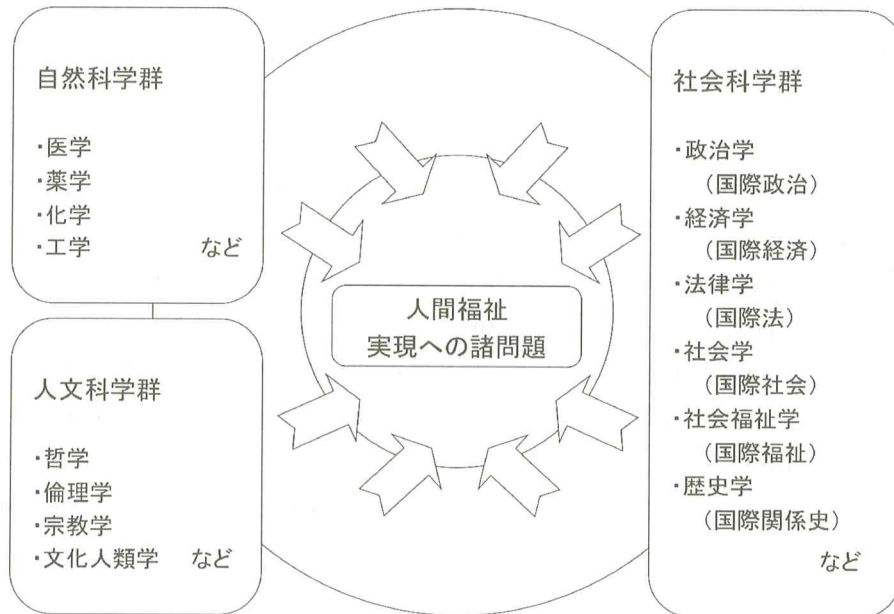 自然科学群
・医学
・薬学
・化学
・工学 など
人文科学群
・哲学
・倫理学
・宗教学
・文化人類学 など
人間福祉
実現への諸問題
社会科学群
・政治学
(国際政治)
・経済学
(国際経済)
・法律学
(国際法)
・社会学
(国際社会)
・社会福祉学
(国際福祉)
・歴史学
(国際関係史)
など